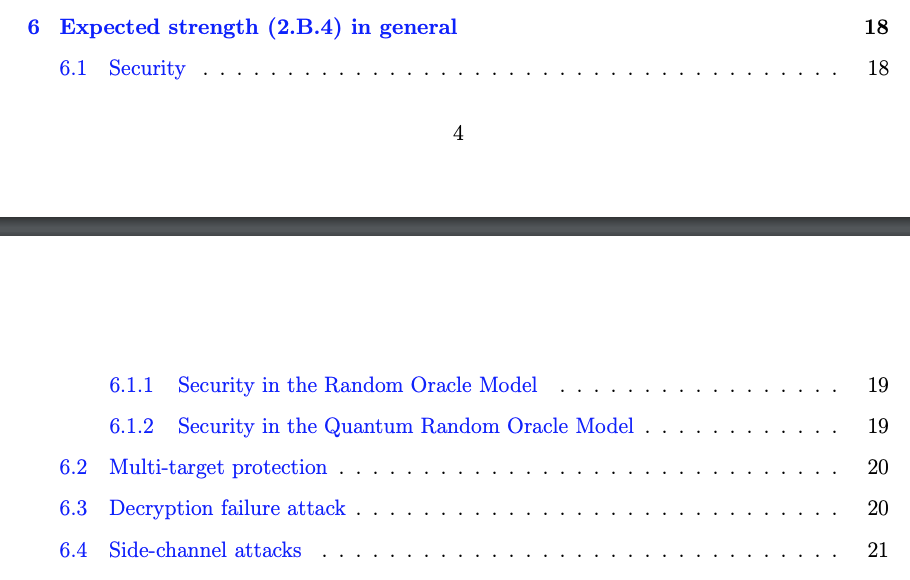 6 Expected strength (2.B.4) in general 18
6.1 Security . . . . . . . . . . . . . . . . . . . . . . . . . . . . . . . . . . . . . . 18
4
6.1.1 Security in the Random Oracle Model . . . . . . . . . . . . . . . . . 19
6.1.2 Security in the Quantum Random Oracle Model . . . . . . . . . . . . 19
6.2 Multi-target protection . . . . . . . . . . . . . . . . . . . . . . . . . . . . . . 20
6.3 Decryption failure attack . . . . . . . . . . . . . . . . . . . . . . . . . . . . . 20
6.4 Side-channel attacks . . . . . . . . . . . . . . . . . . . . . . . . . . . . . . . 21